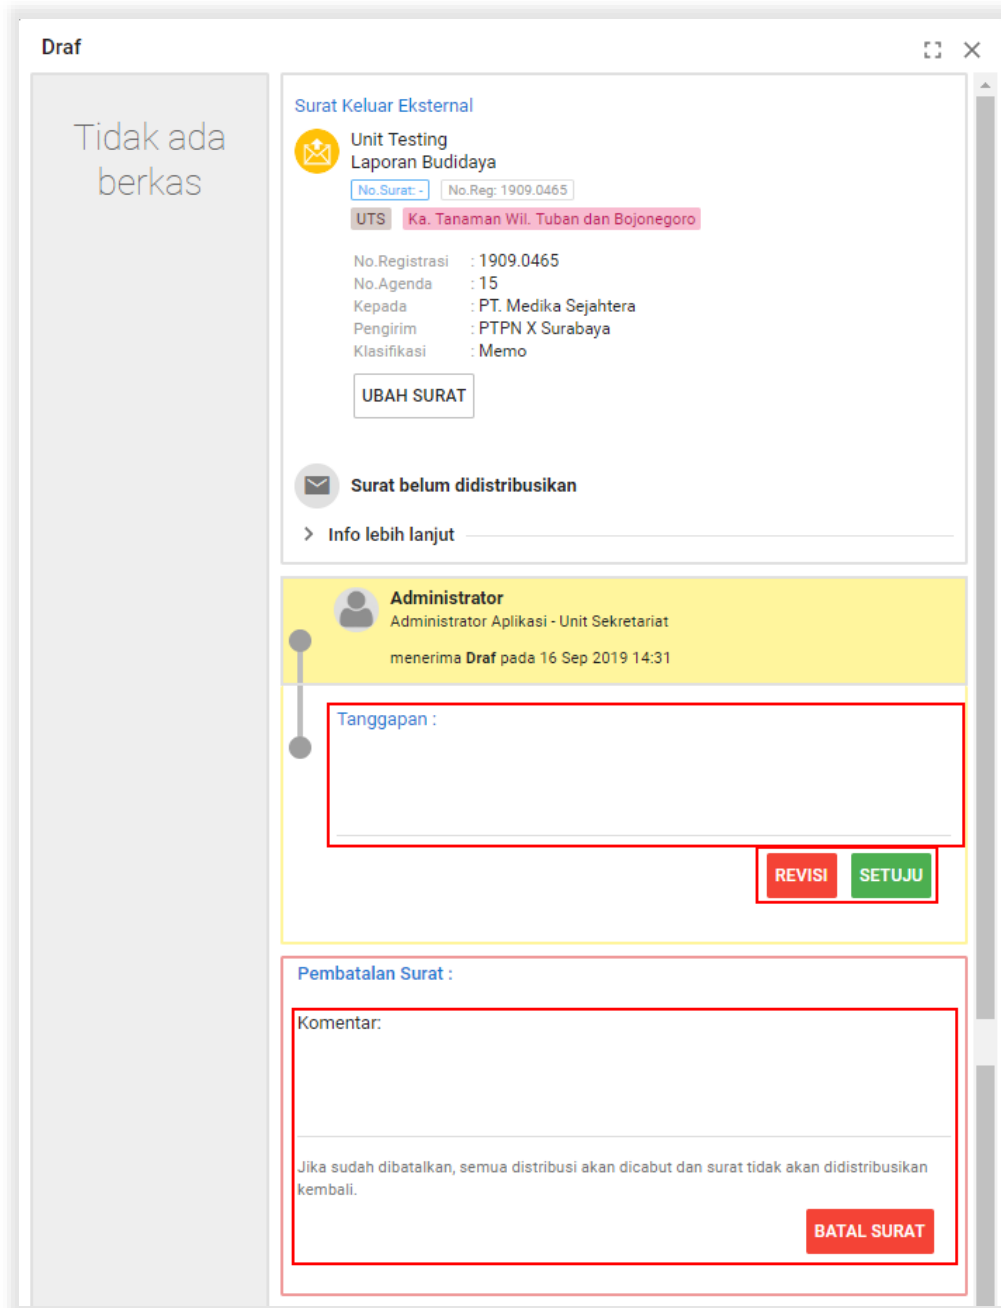 Draf
Tidak ada
berkas
Surat Keluar Eksternal
Unit Testing
Laporan Budidaya
No.Surat: - No.Reg: 1909.0465
UTS Ka. Tanaman Wil. Tuban dan Bojonegoro
No.Registrasi : 1909.0465
No.Agenda : 15
Kepada : PT. Medika Sejahtera
Pengirim : PTPN X Surabaya
Klasifikasi : Memo
UBAH SURAT
Surat belum didistribusikan
Info lebih lanjut
Administrator
Administrator Aplikasi - Unit Sekretariat
menerima Draf pada 16 Sep 2019 14:31
Tanggapan :
REVISI SETUJU
Pembatalan Surat :
Komentar:
Jika sudah dibatalkan, semua distribusi akan dicabut dan surat tidak akan didistribusikan
kembali.
BATAL SURAT